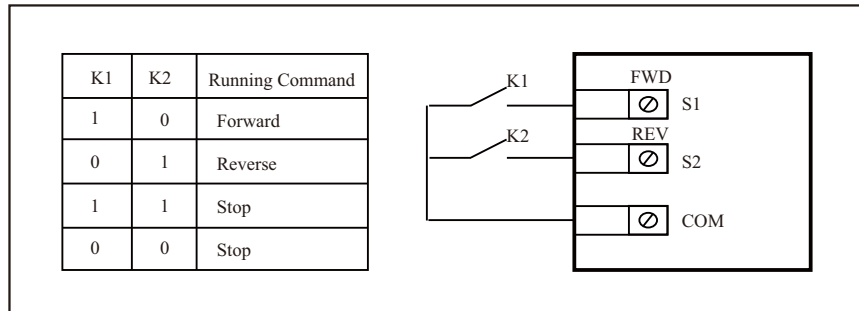 K1 K2 Running Command
1 0 Forward
0 1 Reverse
1 1 Stop
0 0 Stop
K1
FWD
S1
K2
REV
S2
COM